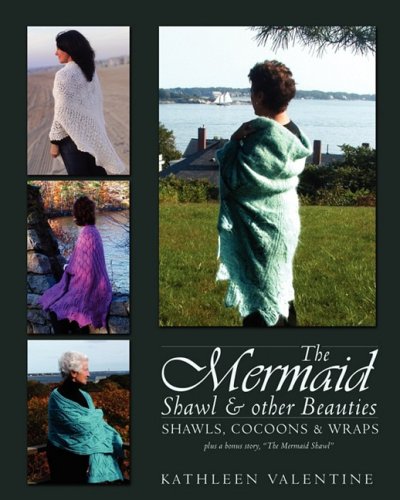 The
Mermaid
Shawl & other Beauties
SHAWLS, COCOONS & WRAPS
plus a bonus story, "The Mermaid Shawl"
KATHLEEN VALENTINE